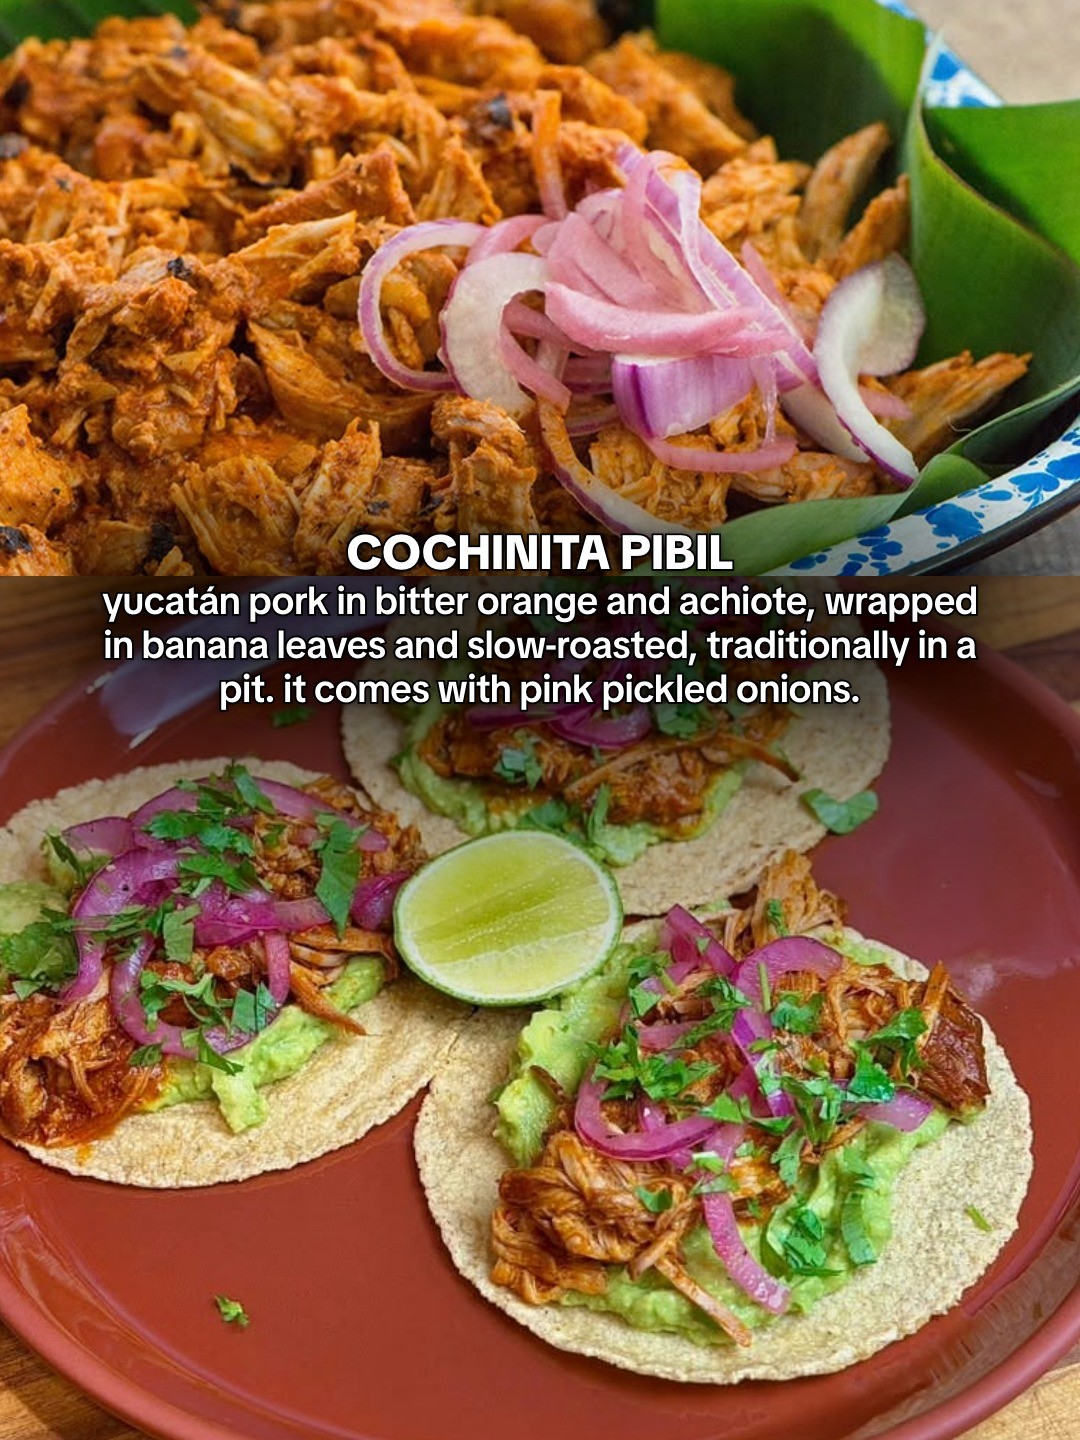 COCHINITA PIBIL
yucatán pork in bitter orange and achiote, wrapped
in banana leaves and slow-roasted, traditionally in a
pit. it comes with pink pickled onions.